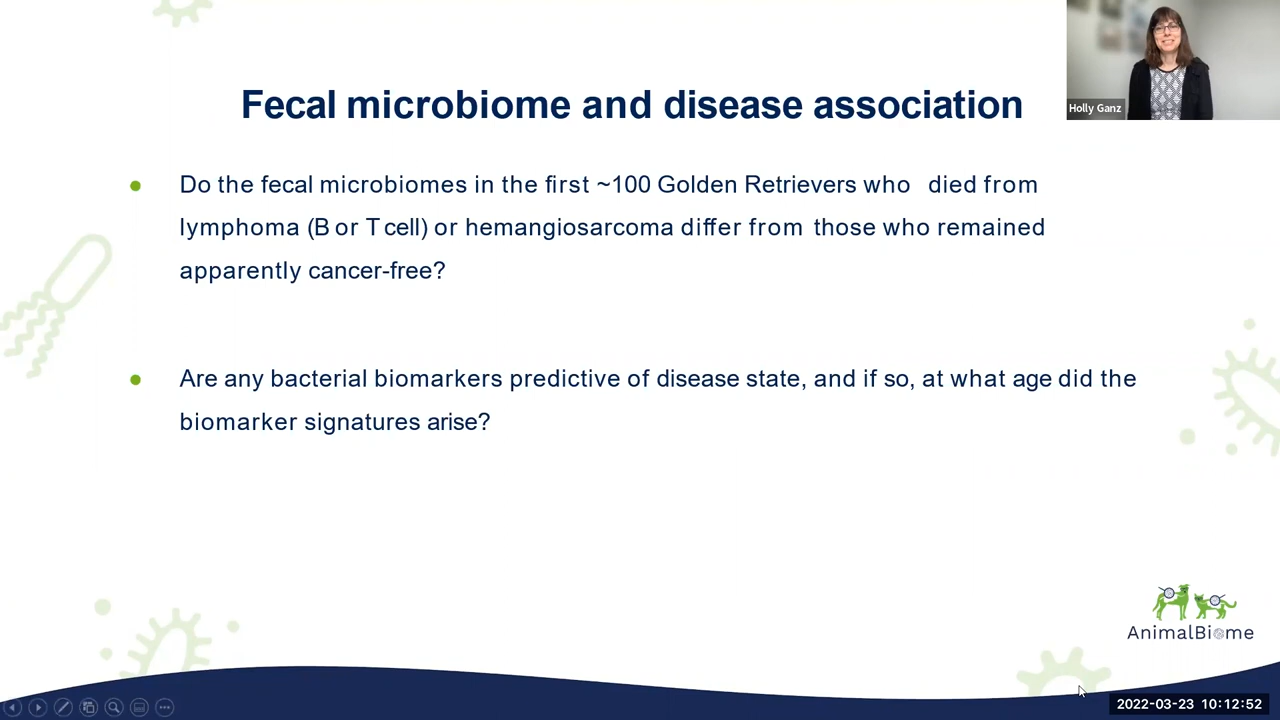 Fecal microbiome and disease association
Holly Ganz
Do the fecal microbiomes in the first ~100 Golden Retrievers who died from
lymphoma (B or T cell) or hemangiosarcoma differ from those who remained
apparently cancer-free?
Are any bacterial biomarkers predictive of disease state, and if so, at what age did the
biomarker signatures arise?
AnimalBiome
2022-03-23 10:12:52